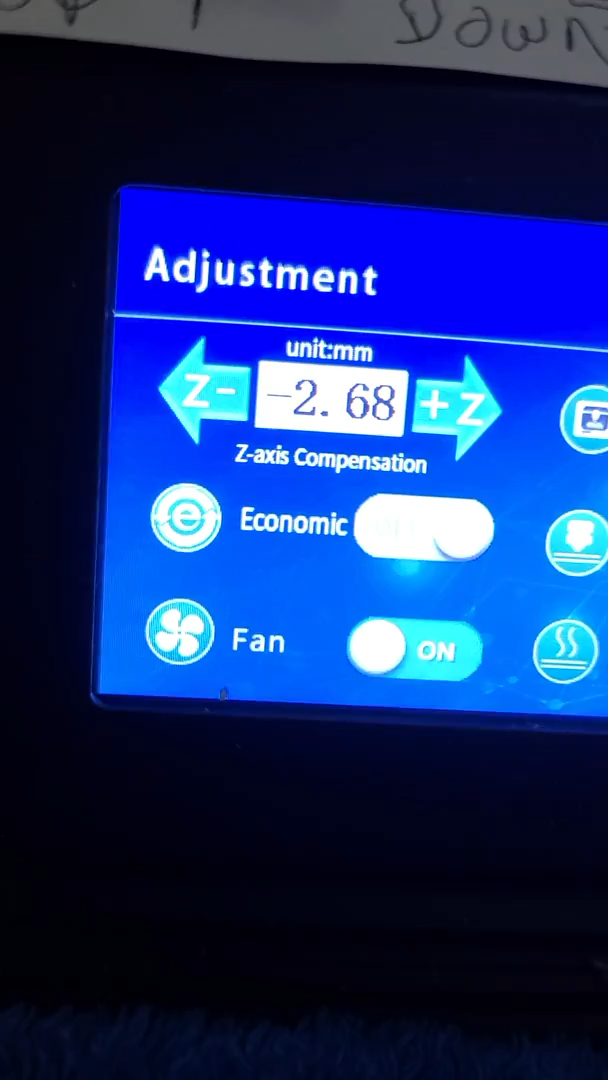 Down
Adjustment
unit:mm
Z-
-2.68
+Z
Z-axis Compensation
Economic
Fan
ON